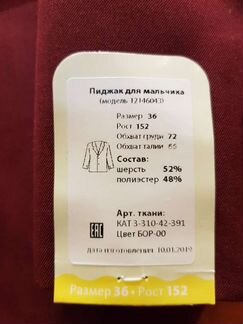 Пиджак для мальчика
(модель 12146043)
Размер 36
Рост 152
Обхват груди 72
Обхват талии 66
Состав:
шерсть 52%
полиэстер 48%
Арт. ткани:
КАТ 3-310-42-391
Цвет БОР-00
ЕАС
дата изготовления 10.01.2019
Размер 36 • Рост 152